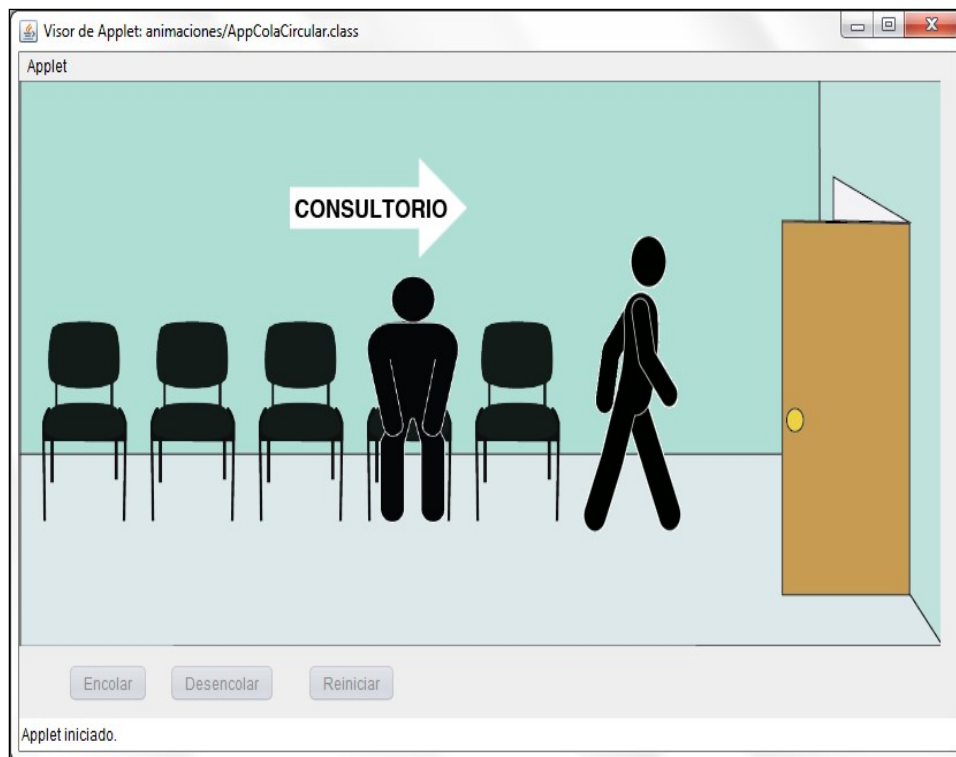 Visor de Applet: animaciones/AppColaCircular.class
Applet
CONSULTORIO
Encolar Desencolar Reiniciar
Applet iniciado.